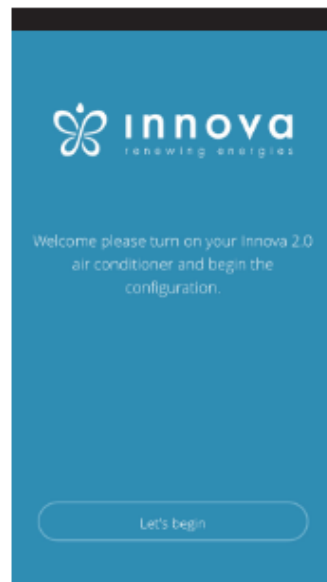 innova
renewing energies
Welcome please turn on your Innova 2.0
air conditioner and begin the
configuration.
Let's begin